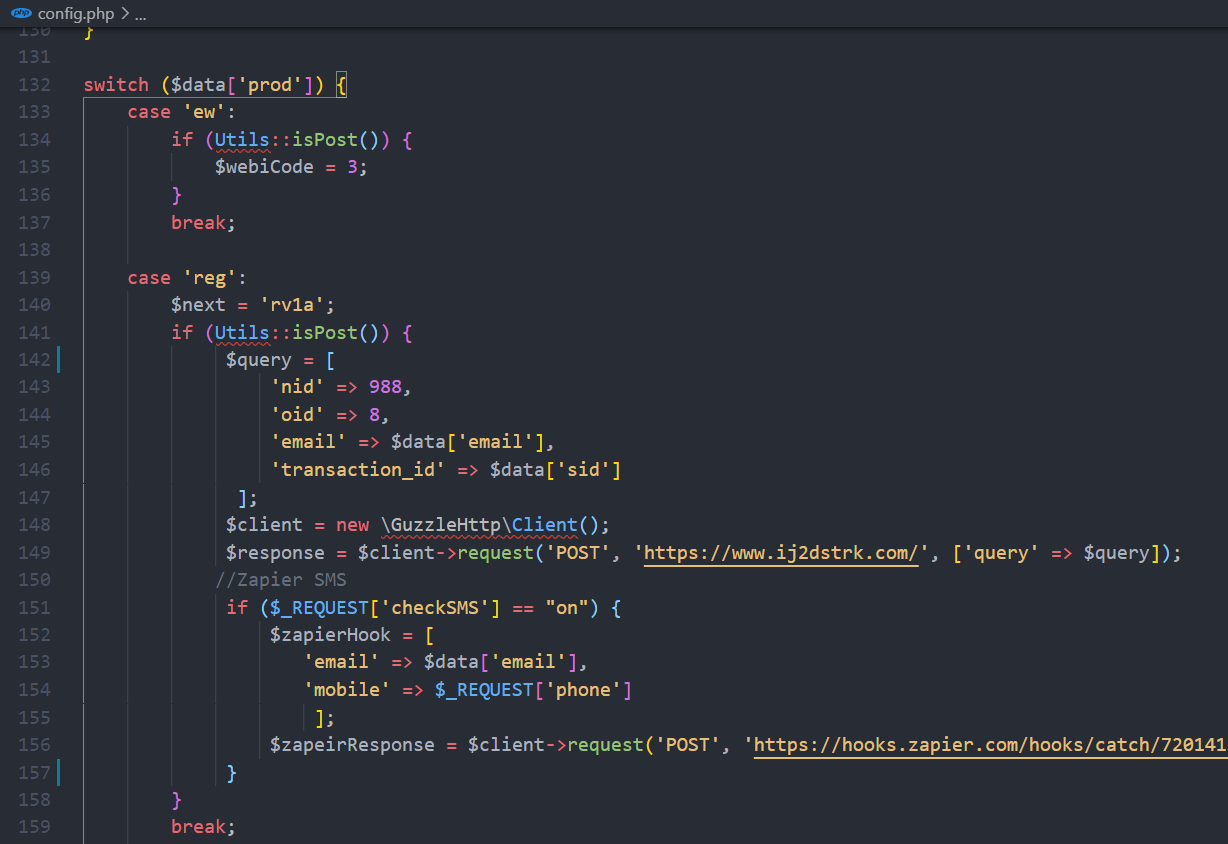 php config.php > ...
130 }
131
132 switch ($data['prod']) {
133     case 'ew':
134         if (Utils::isPost()) {
135             $webiCode = 3;
136         }
137         break;
138
139     case 'reg':
140         $next = 'rv1a';
141         if (Utils::isPost()) {
142              $query = [
143                  'nid' => 988,
144                  'oid' => 8,
145                  'email' => $data['email'],
146                  'transaction_id' => $data['sid']
147               ];
148              $client = new \GuzzleHttp\Client();
149              $response = $client->request('POST', 'https://www.ij2dstrk.com/', ['query' => $query]);
150             //Zapier SMS
151              if ($_REQUEST['checkSMS'] == "on") {
152                  $zapierHook = [
153                     'email' => $data['email'],
154                     'mobile' => $_REQUEST['phone']
155                      ];
156                  $zapeirResponse = $client->request('POST', 'https://hooks.zapier.com/hooks/catch/720141
157              }
158         }
159         break;